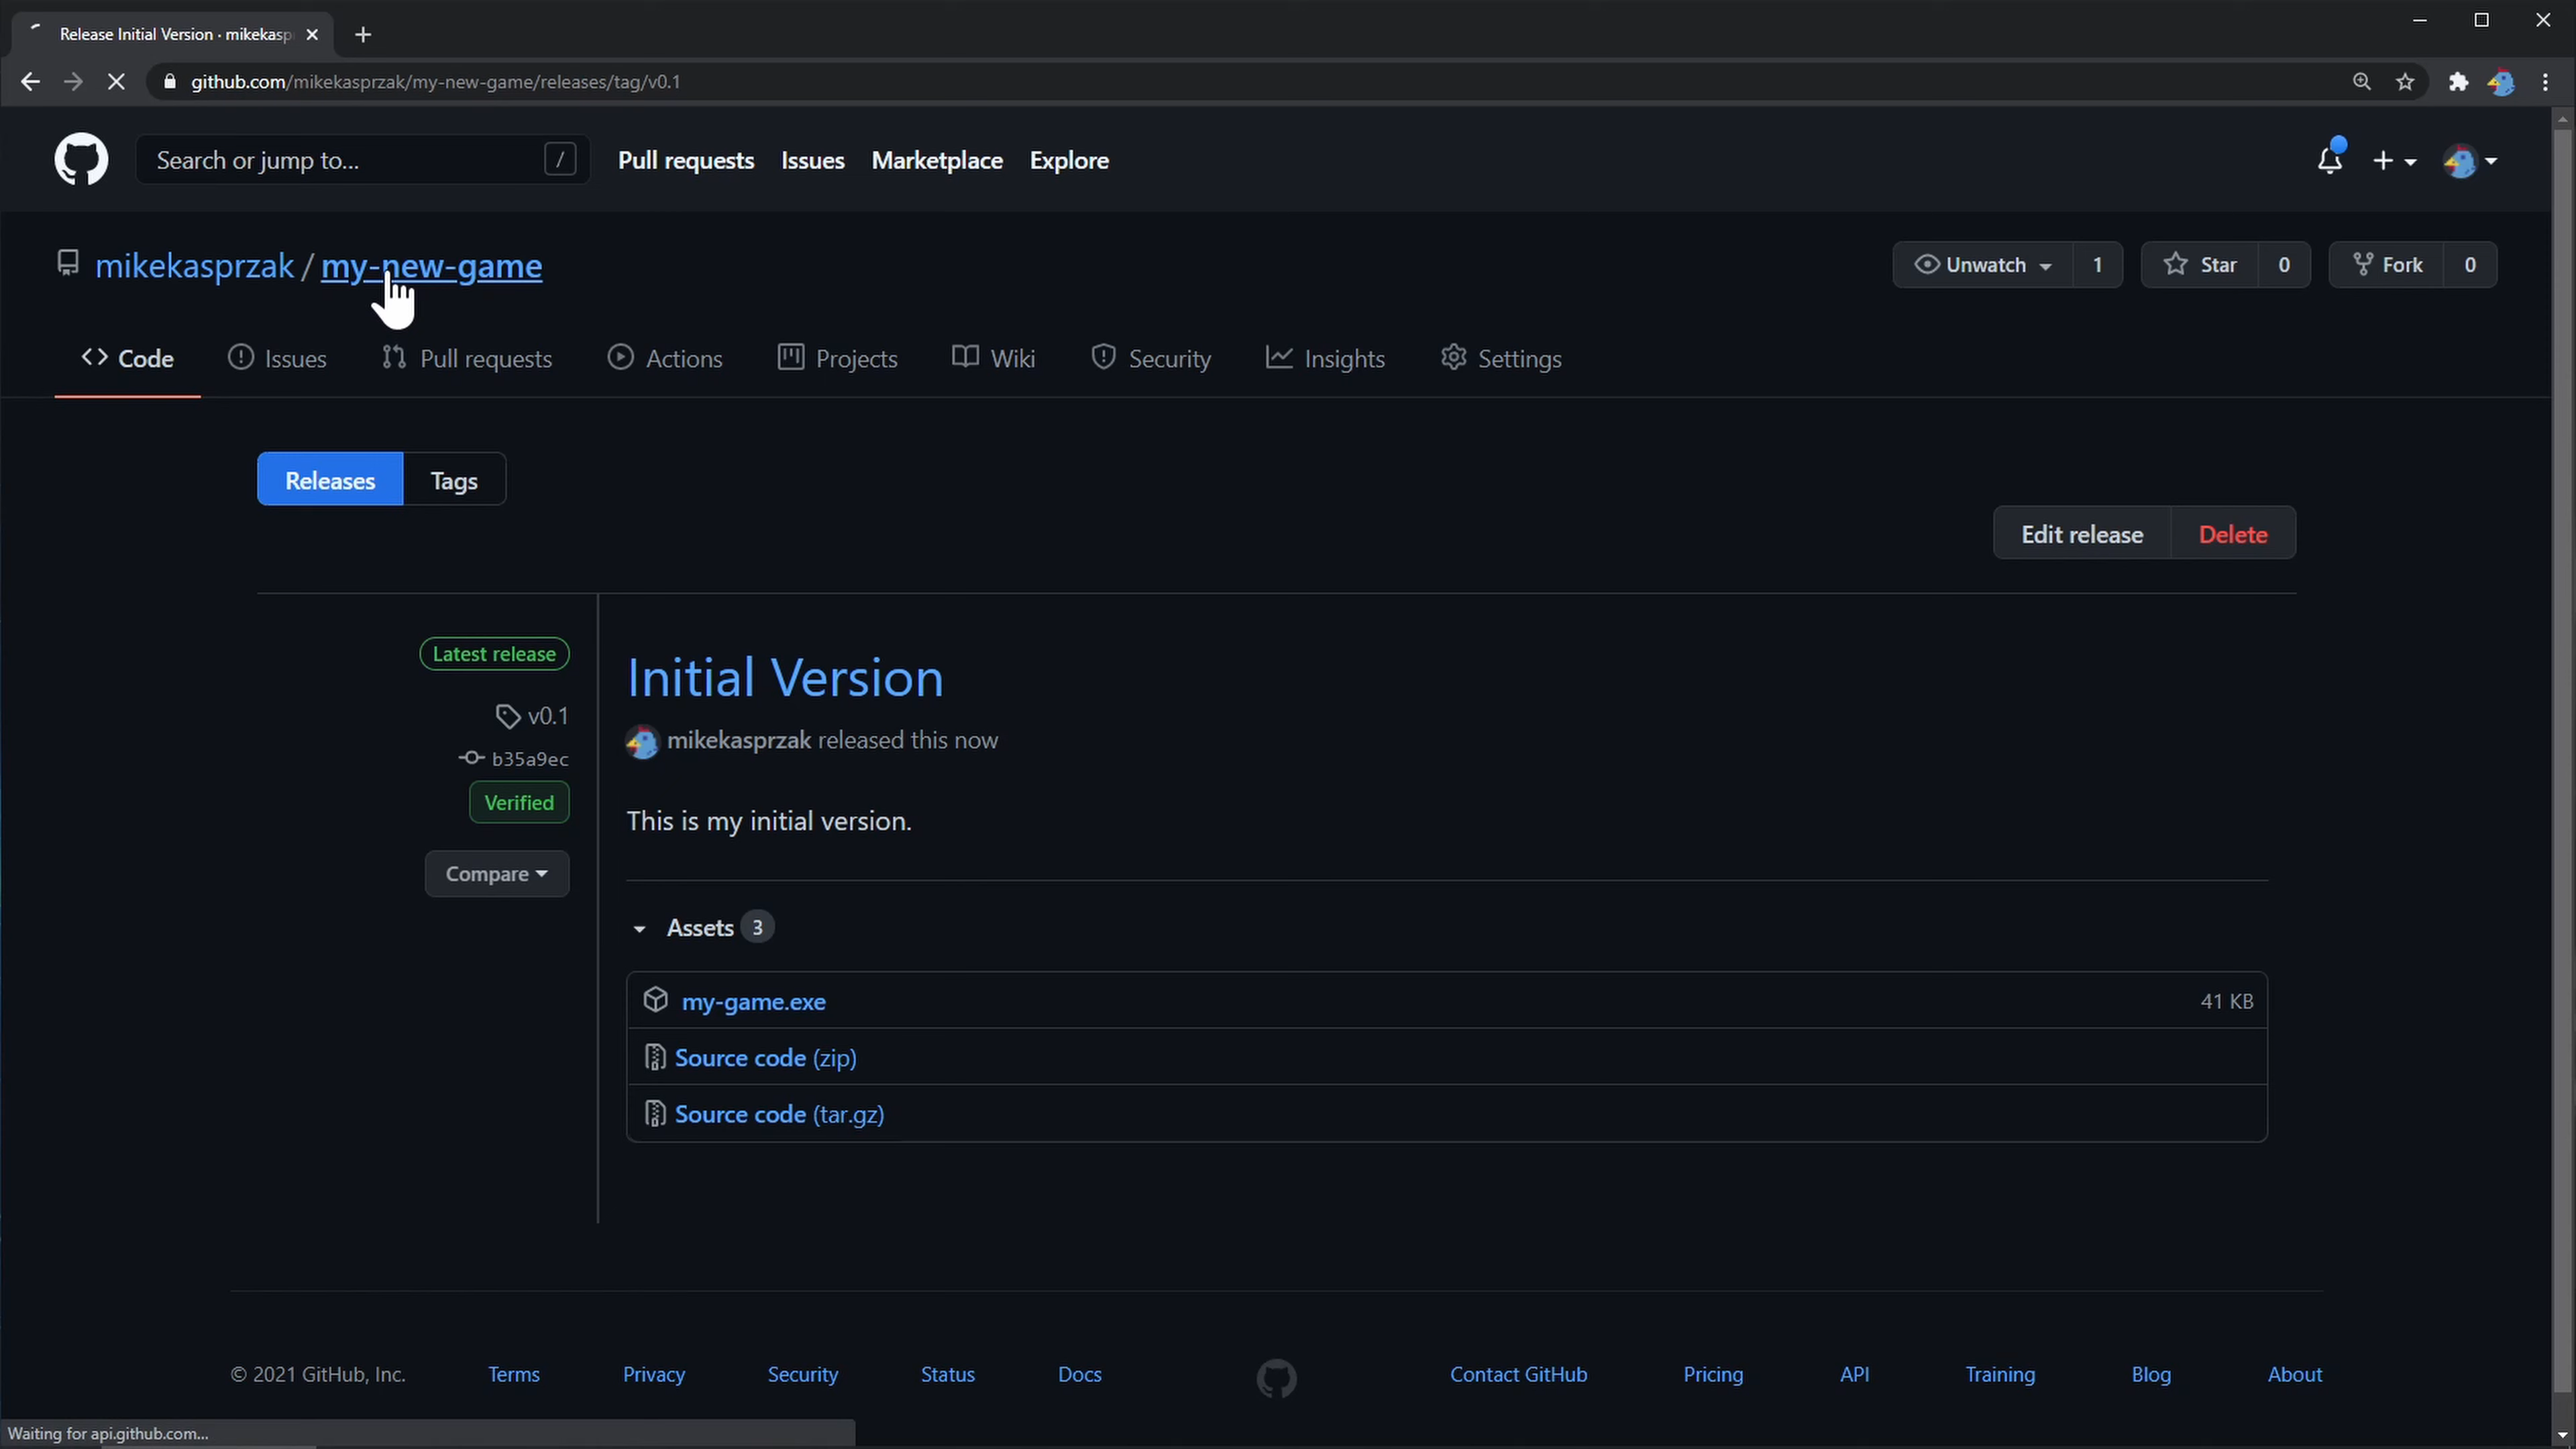 Release Initial Version · mikekasp
github.com/mikekasprzak/my-new-game/releases/tag/v0.1
Search or jump to... /
Pull requests Issues Marketplace Explore
mikekasprzak / my-new-game
Unwatch 1 Star 0 Fork 0
Code Issues Pull requests Actions Projects Wiki Security Insights Settings
Releases Tags
Edit release Delete
Latest release
v0.1
b35a9ec
Verified
Compare
Initial Version
mikekasprzak released this now
This is my initial version.
Assets 3
my-game.exe 41 KB
Source code (zip)
Source code (tar.gz)
© 2021 GitHub, Inc. Terms Privacy Security Status Docs Contact GitHub Pricing API Training Blog About
Waiting for api.github.com...